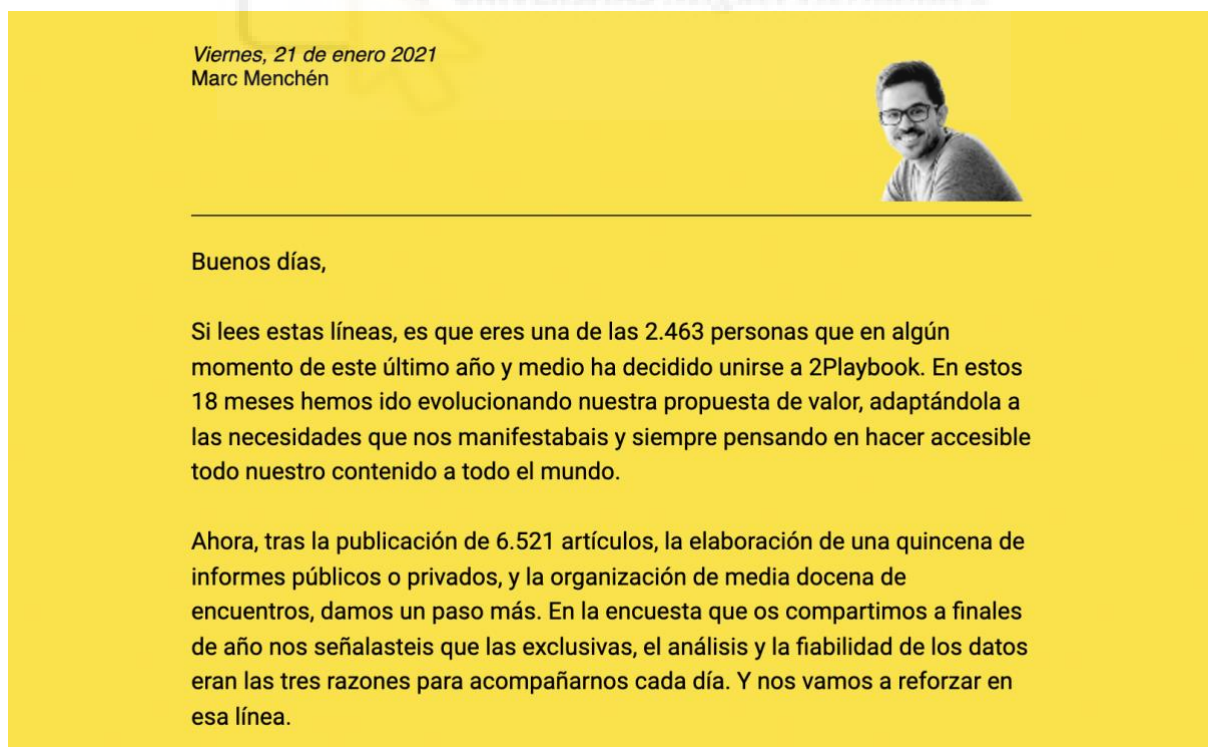 Viernes, 21 de enero 2021
Marc Menchén
Buenos días,
Si lees estas líneas, es que eres una de las 2.463 personas que en algún
momento de este último año y medio ha decidido unirse a 2Playbook. En estos
18 meses hemos ido evolucionando nuestra propuesta de valor, adaptándola a
las necesidades que nos manifestabais y siempre pensando en hacer accesible
todo nuestro contenido a todo el mundo.
Ahora, tras la publicación de 6.521 artículos, la elaboración de una quincena de
informes públicos o privados, y la organización de media docena de
encuentros, damos un paso más. En la encuesta que os compartimos a finales
de año nos señalasteis que las exclusivas, el análisis y la fiabilidad de los datos
eran las tres razones para acompañarnos cada día. Y nos vamos a reforzar en
esa línea.